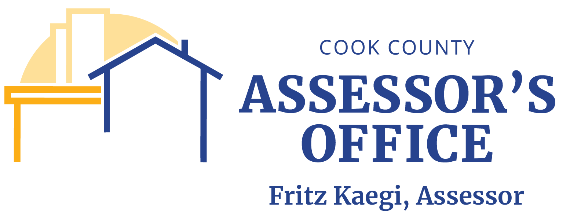 COOK COUNTY
ASSESSOR'S
OFFICE
Fritz Kaegi, Assessor